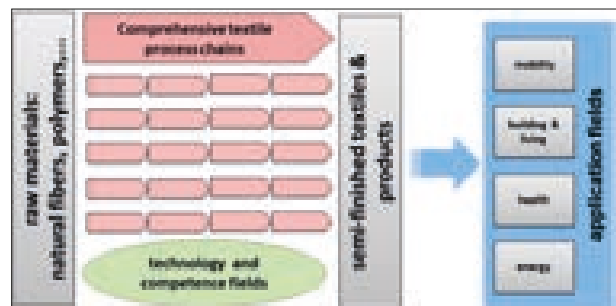 raw materials:
natural fibers, polymers,...
Comprehensive textile
process chains
technology and
competence fields
semi-finished textiles &
products
mobility
building &
living
health
energy
application fields